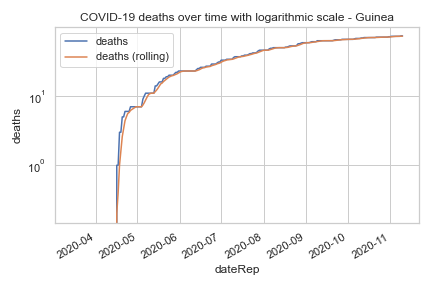 COVID-19 deaths over time with logarithmic scale - Guinea
deaths
deaths (rolling)
10¹
10⁰
deaths
2020-04
2020-05
2020-06
2020-07
2020-08
2020-09
2020-10
2020-11
dateRep